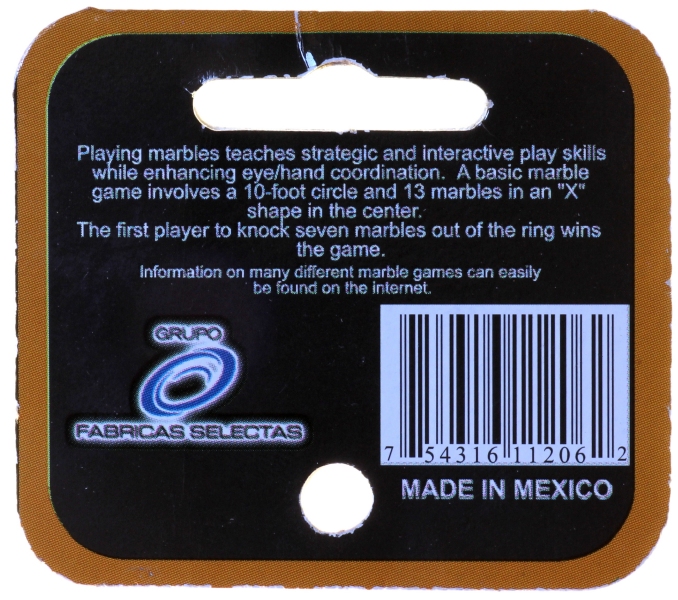 Playing marbles teaches strategic and interactive play skills
while enhancing eye/hand coordination. A basic marble
game involves a 10-foot circle and 13 marbles in an "X"
shape in the center.
The first player to knock seven marbles out of the ring wins
the game.
Information on many different marble games can easily
be found on the internet.
GRUPO
FABRICAS SELECTAS
7 54316 11206 2
MADE IN MEXICO